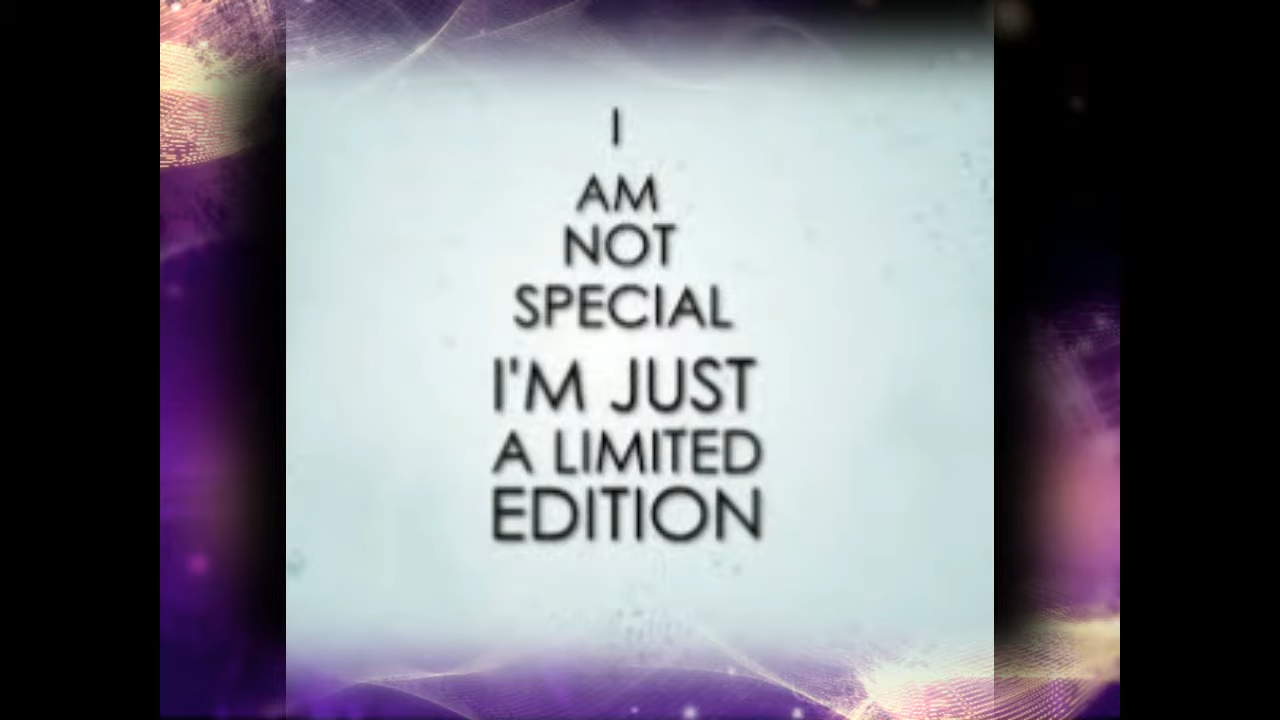 I
AM
NOT
SPECIAL
I'M JUST
A LIMITED
EDITION